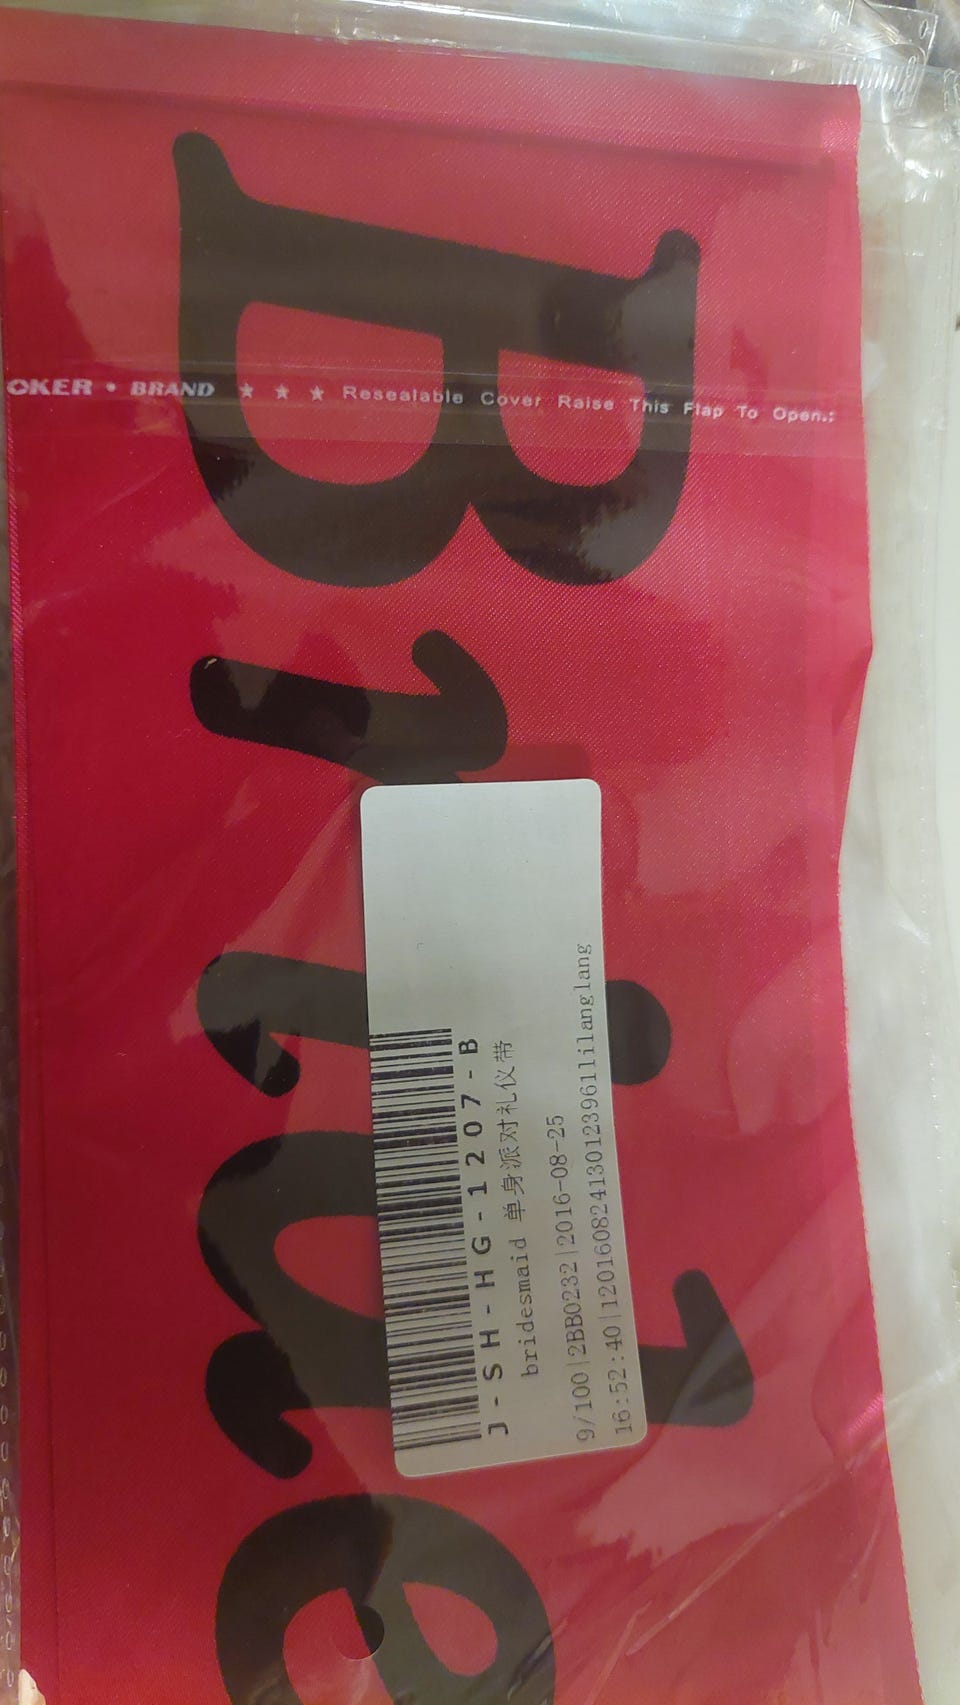 OKER • BRAND ★ ★ ★ Resealable Cover Raise This Flap To Open.:
Bride
J-SH-HG-1207-B
bridesmaid 单身派对礼仪带
9/100|2BB0232|2016-08-25
16:52:40|1201608241301239611ilanglang